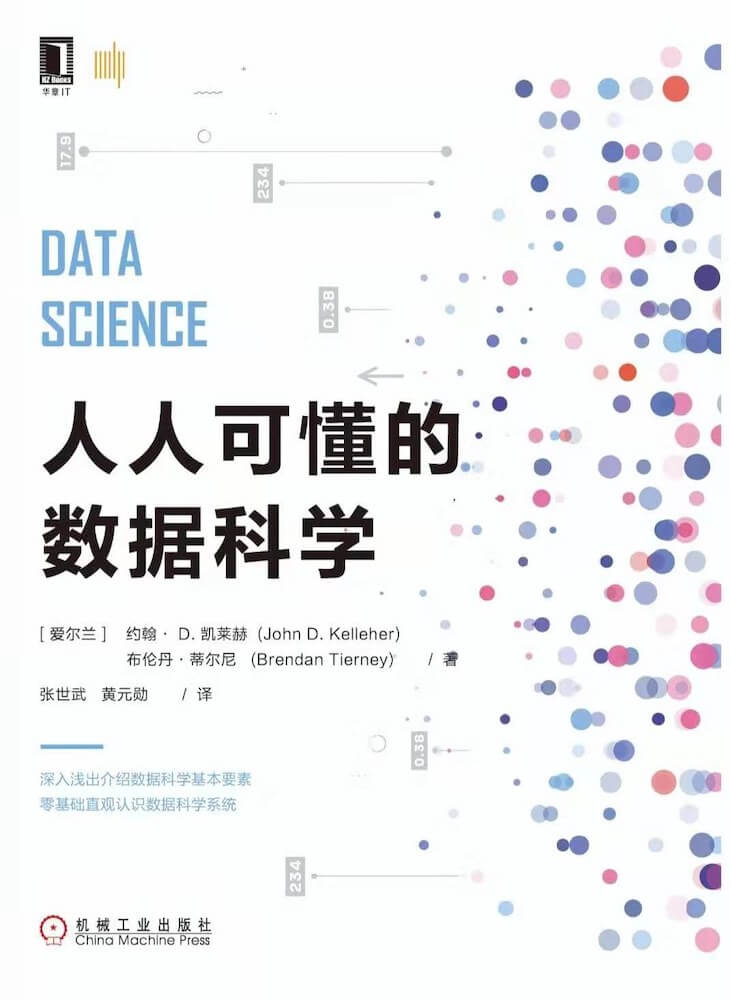 HZ Books
华章IT
17.9
234
DATA
SCIENCE
0.38
人人可懂的
数据科学
[ 爱尔兰 ] 约翰· D. 凯莱赫（John D. Kelleher)
布伦丹·蒂尔尼 （Brendan Tierney） / 著
张世武 黄元勋 / 译
0.38
深入浅出介绍数据科学基本要素
零基础直观认识数据科学系统
234
机械工业出版社
China Machine Press